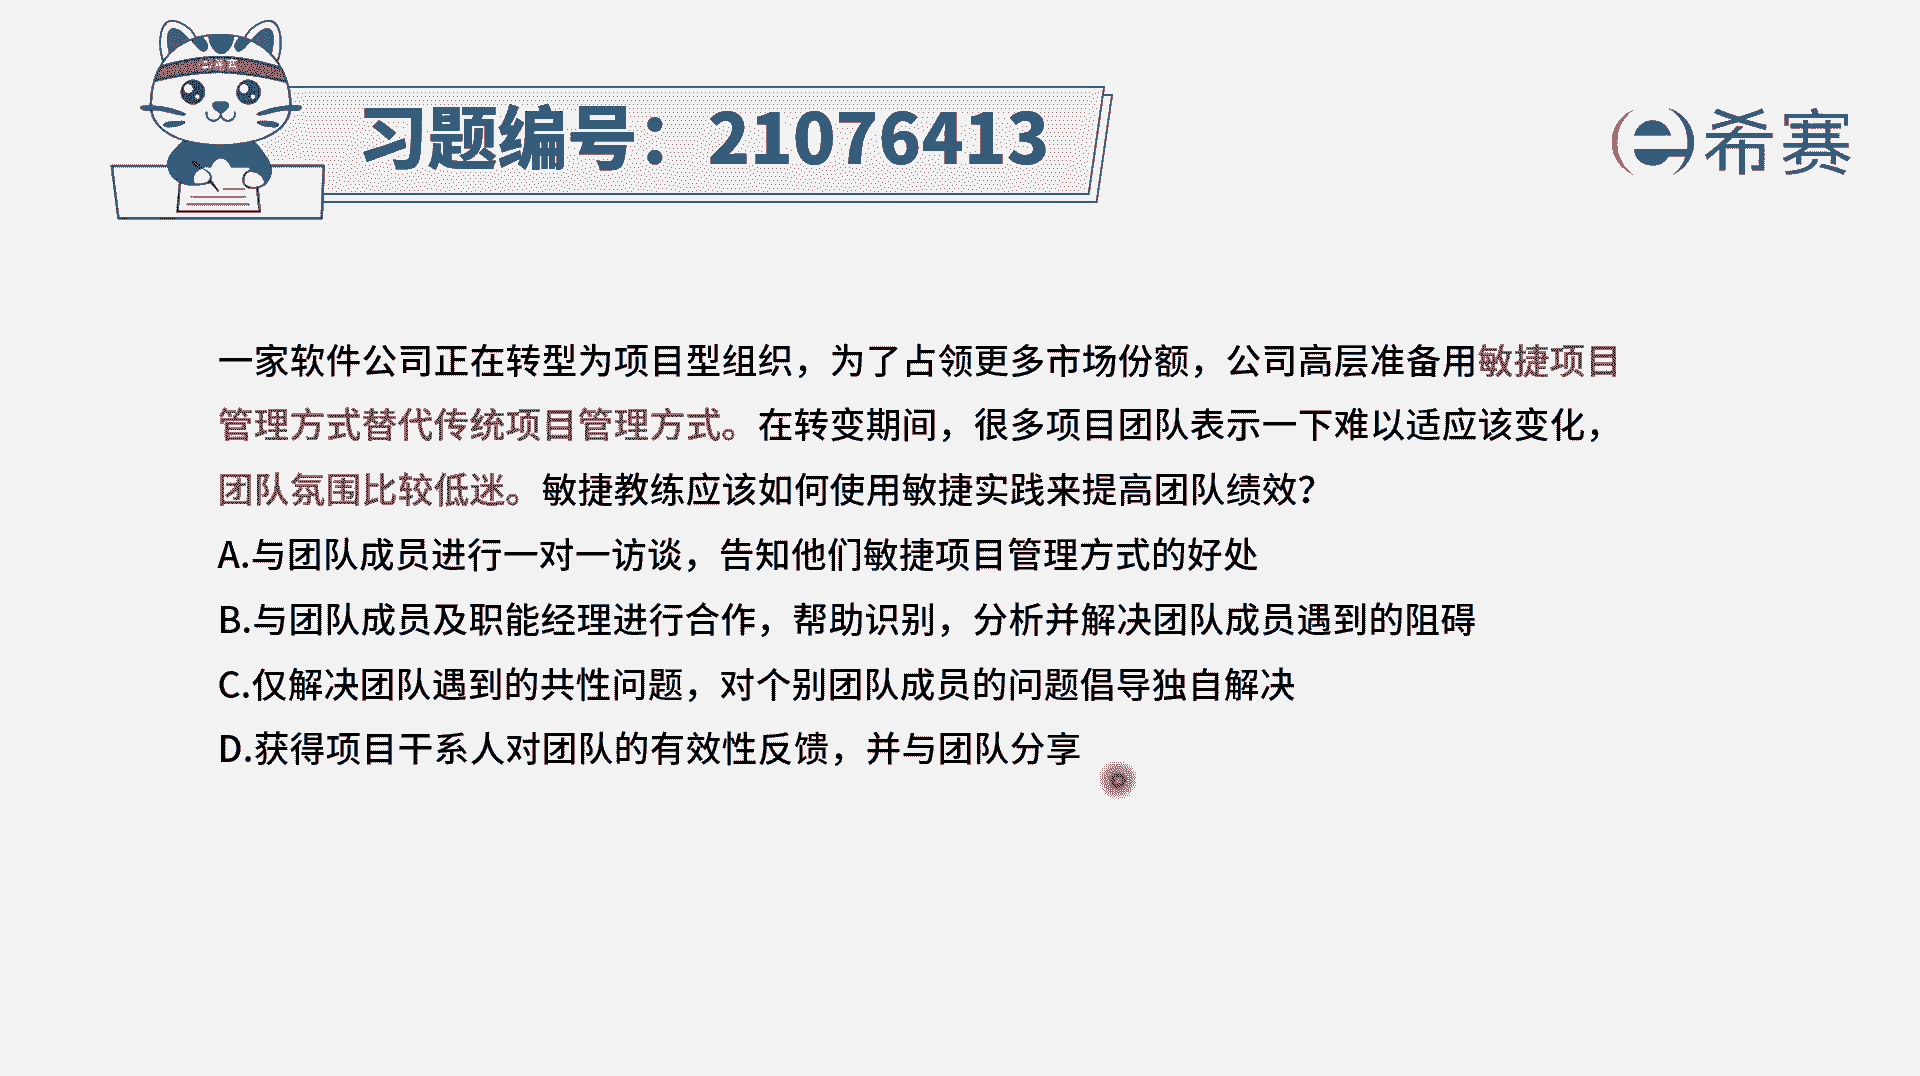 习题编号：21076413
希赛
一家软件公司正在转型为项目型组织，为了占领更多市场份额，公司高层准备用敏捷项目
管理方式替代传统项目管理方式。在转变期间，很多项目团队表示一下难以适应该变化，
团队氛围比较低迷。敏捷教练应该如何使用敏捷实践来提高团队绩效？
A.与团队成员进行一对一访谈，告知他们敏捷项目管理方式的好处
B.与团队成员及职能经理进行合作，帮助识别，分析并解决团队成员遇到的阻碍
C.仅解决团队遇到的共性问题，对个别团队成员的问题倡导独自解决
D.获得项目干系人对团队的有效性反馈，并与团队分享